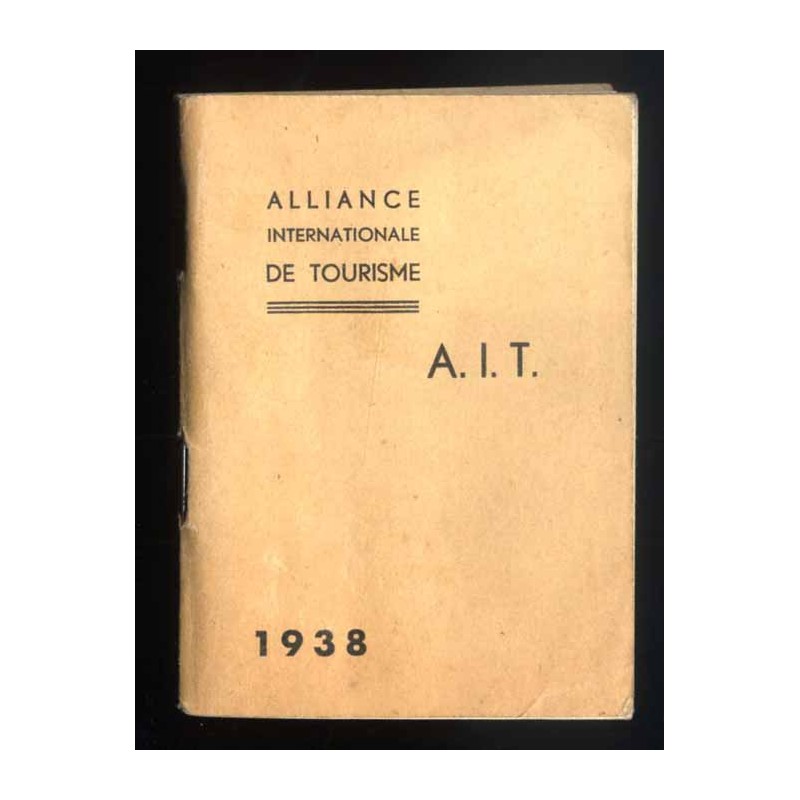 ALLIANCE
INTERNATIONALE
DE TOURISME
A. I. T.
1938